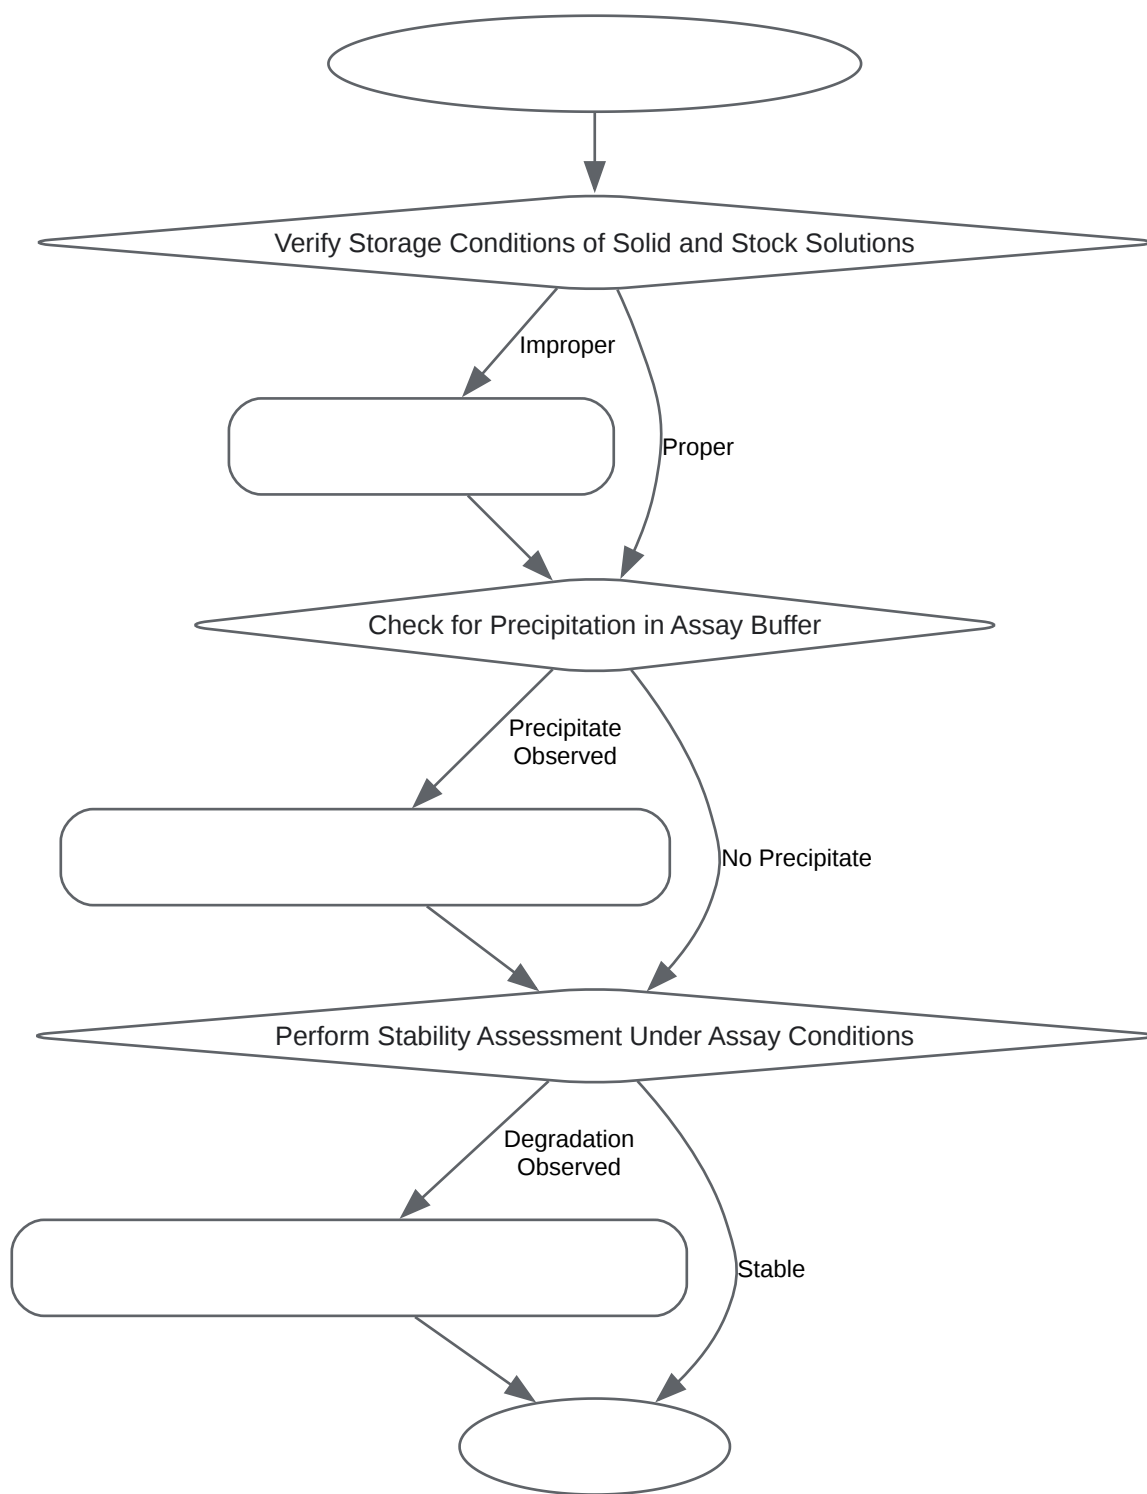 Verify Storage Conditions of Solid and Stock Solutions
Improper
Proper
Check for Precipitation in Assay Buffer
Precipitate
Observed
No Precipitate
Perform Stability Assessment Under Assay Conditions
Degradation
Observed
Stable